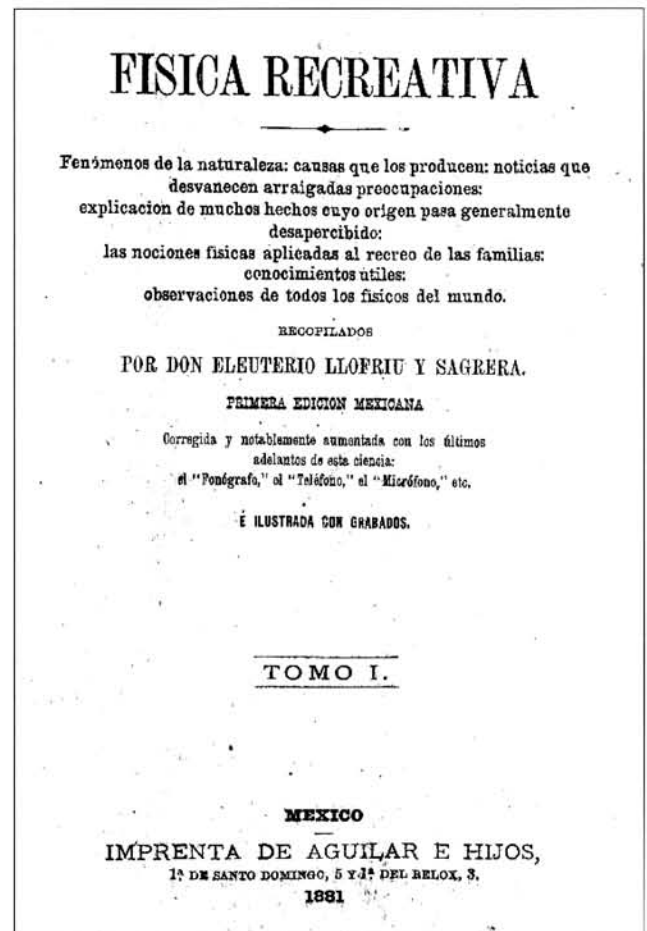 FISICA RECREATIVA
Fenómenos de la naturaleza: causas que los producen: noticias que
desvanecen arraigadas preocupaciones:
explicacion de muchos hechos cuyo origen pasa generalmente
desapercibido:
las nociones físicas aplicadas al recreo de las familias:
conocimientos útiles:
observaciones de todos los físicos del mundo.
RECOPILADOS
POR DON ELEUTERIO LLOFRIU Y SAGRERA.
PRIMERA EDICION MEXICANA
Corregida y notablemente aumentada con los últimos
adelantos de esta ciencia:
el "Fonógrafo," el "Teléfono," el "Micrófono," etc.
É ILUSTRADA CON GRABADOS.
TOMO I.
MEXICO
IMPRENTA DE AGUILAR E HIJOS,
1ª DE SANTO DOMINGO, 5 Y 1ª DEL RELOX, 3.
1881